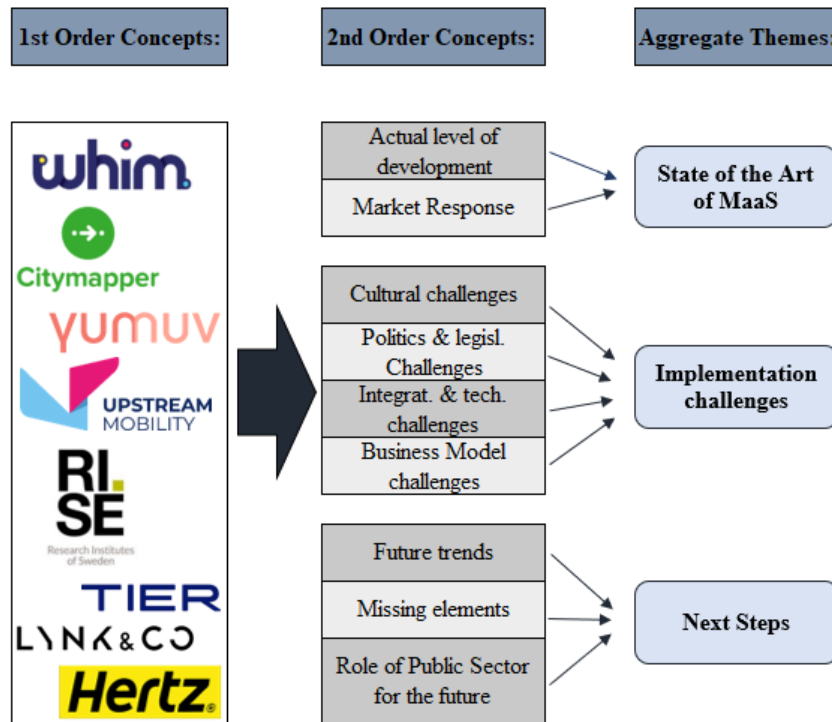 1st Order Concepts:
2nd Order Concepts:
Aggregate Themes:
whim
Citymapper
yumuv
UPSTREAM
MOBILITY
RI.
SE
Research Institutes
of Sweden
TIER
LYNK & CO
Hertz
Actual level of
development
Market Response
Cultural challenges
Politics & legisl.
Challenges
Integrat. & tech.
challenges
Business Model
challenges
Future trends
Missing elements
Role of Public Sector
for the future
State of the Art
of MaaS
Implementation
challenges
Next Steps